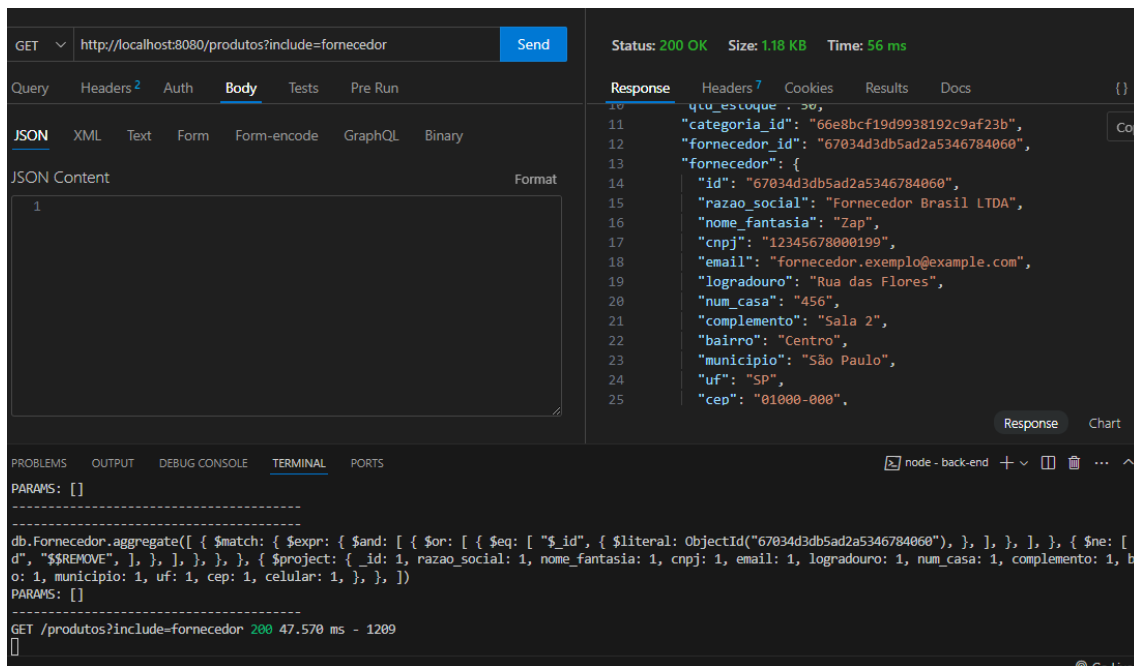 GET http://localhost:8080/produtos?include=fornecedor Send
Query Headers 2 Auth Body Tests Pre Run
JSON XML Text Form Form-encode GraphQL Binary
JSON Content Format
1
Status: 200 OK Size: 1.18 KB Time: 56 ms
Response Headers 7 Cookies Results Docs { }
10 "qtd_estoque": 50,
11 "categoria_id": "66e8bcf19d9938192c9af23b",
12 "fornecedor_id": "67034d3db5ad2a5346784060",
13 "fornecedor": {
14 "id": "67034d3db5ad2a5346784060",
15 "razao_social": "Fornecedor Brasil LTDA",
16 "nome_fantasia": "Zap",
17 "cnpj": "12345678000199",
18 "email": "fornecedor.exemplo@example.com",
19 "logradouro": "Rua das Flores",
20 "num_casa": "456",
21 "complemento": "Sala 2",
22 "bairro": "Centro",
23 "municipio": "São Paulo",
24 "uf": "SP",
25 "cep": "01000-000",
Response Chart
PROBLEMS OUTPUT DEBUG CONSOLE TERMINAL PORTS node - back-end
PARAMS: []
----------------------------------------
----------------------------------------
db.Fornecedor.aggregate([ { $match: { $expr: { $and: [ { $or: [ { $eq: [ "$_id", { $literal: ObjectId("67034d3db5ad2a5346784060"), }, ], }, ], }, { $ne: [
d", "$$REMOVE", ], }, ], }, }, }, { $project: { _id: 1, razao_social: 1, nome_fantasia: 1, cnpj: 1, email: 1, logradouro: 1, num_casa: 1, complemento: 1, b
o: 1, municipio: 1, uf: 1, cep: 1, celular: 1, }, }, ])
PARAMS: []
----------------------------------------
GET /produtos?include=fornecedor 200 47.570 ms - 1209